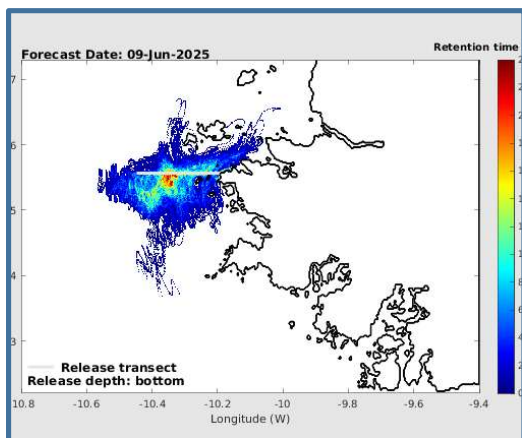 Retention time
Forecast Date: 09-Jun-2025
7
6
5
4
3
Release transect
Release depth: bottom
10.8 -10.6 -10.4 -10.2 -10 -9.8 -9.6 -9.4
Longitude (W)